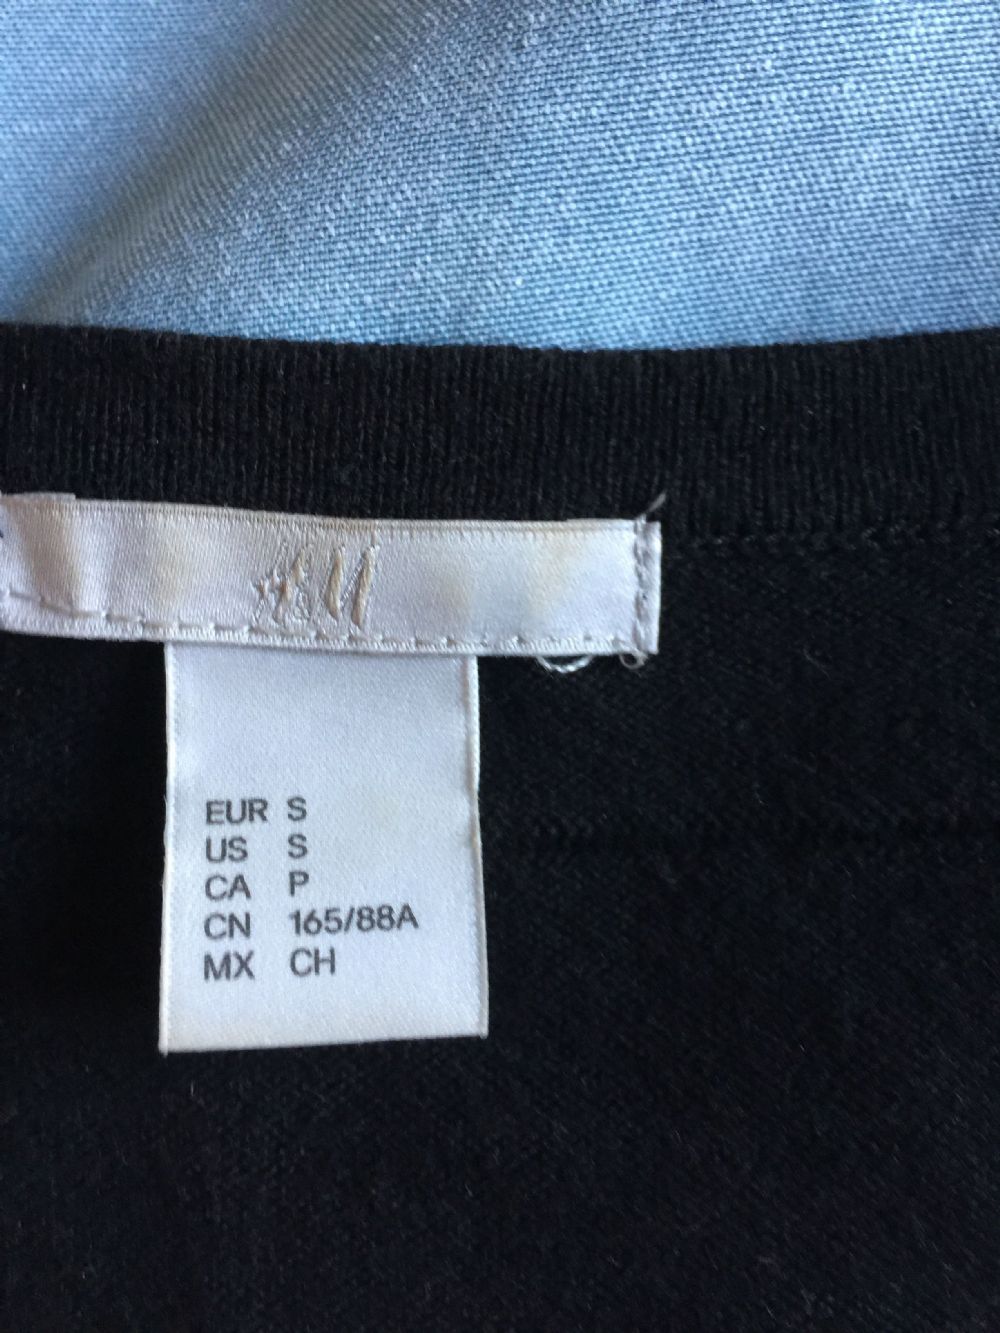 H&M
EUR S
US S
CA P
CN 165/88A
MX CH